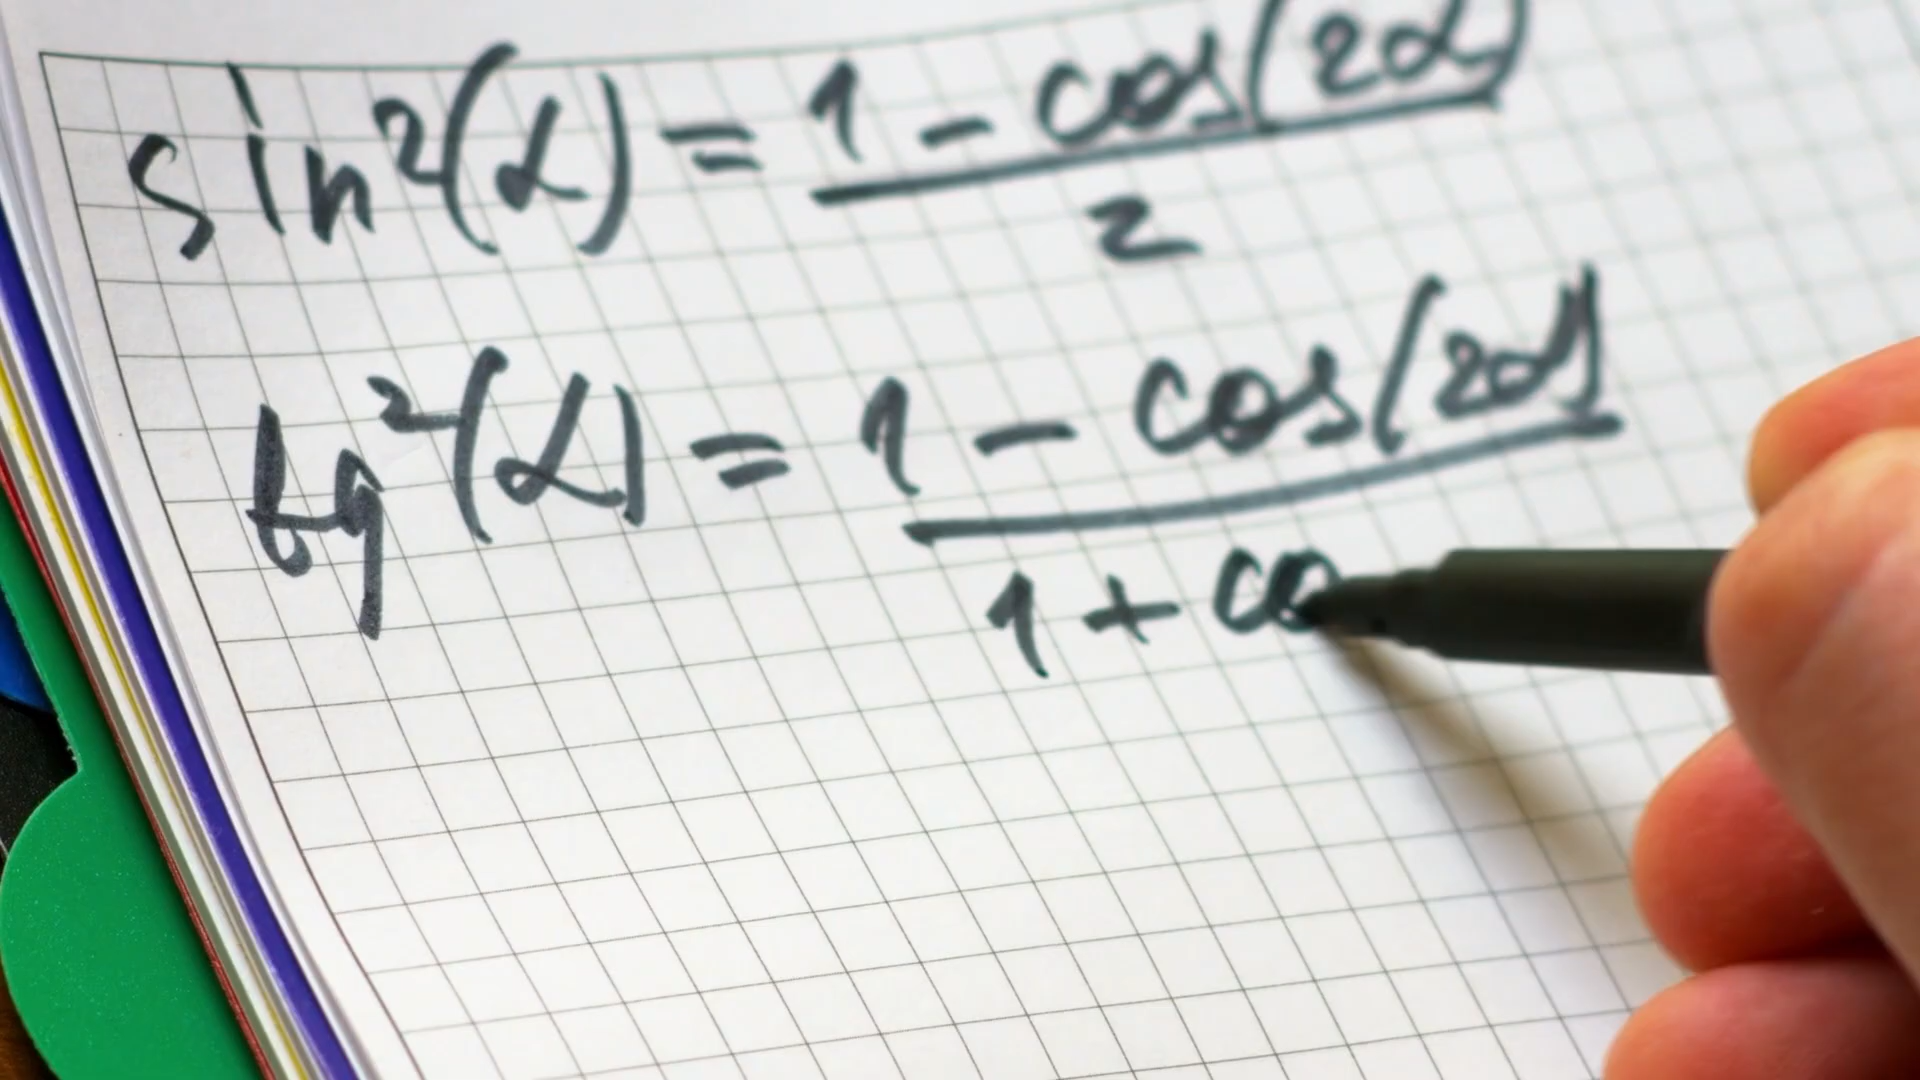 sin²(α) = 1 - cos(2α)
2
tg²(α) = 1 - cos(2α)
1 + co